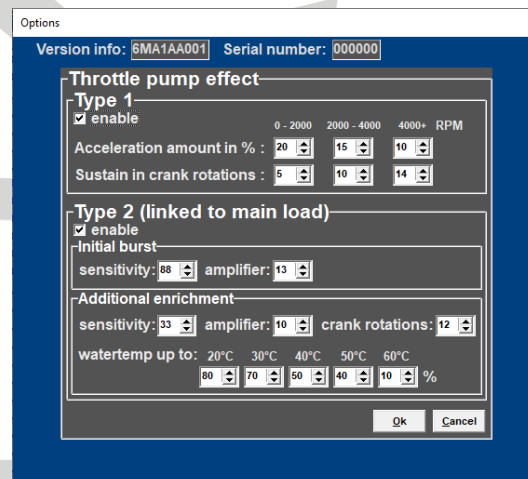 Options
Version info: 6MA1AA001 Serial number: 000000
Throttle pump effect
Type 1
enable
0 - 2000 2000 - 4000 4000+ RPM
Acceleration amount in % : 20 15 10
Sustain in crank rotations : 5 10 14
Type 2 (linked to main load)
enable
Initial burst
sensitivity: 88 amplifier: 13
Additional enrichment
sensitivity: 33 amplifier: 10 crank rotations: 12
watertemp up to: 20°C 30°C 40°C 50°C 60°C
80 70 50 40 10 %
Ok Cancel